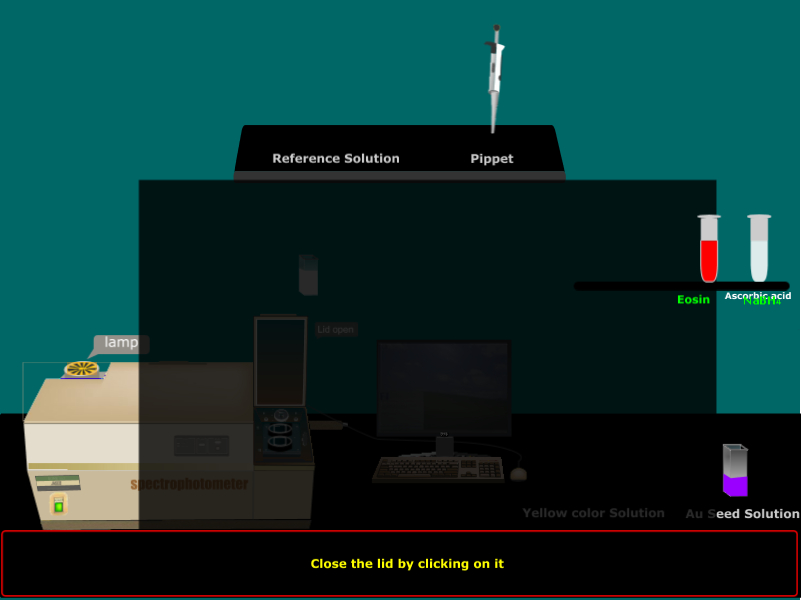 Reference Solution
Pippet
Eosin
Ascorbic acid
Lid open
lamp
spectrophotometer
Yellow color Solution
Au Seed Solution
Close the lid by clicking on it